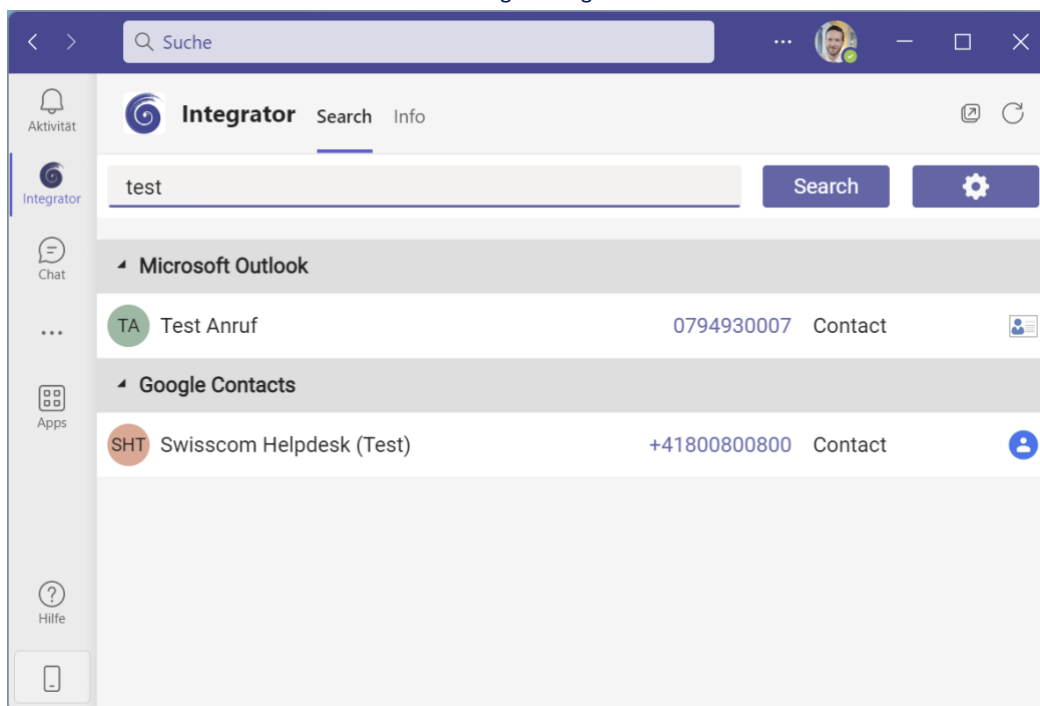 Suche
Aktivität
Integrator Search Info
Integrator
test Search
Chat
Microsoft Outlook
TA Test Anruf 0794930007 Contact
Google Contacts
Apps
SHT Swisscom Helpdesk (Test) +41800800800 Contact
Hilfe